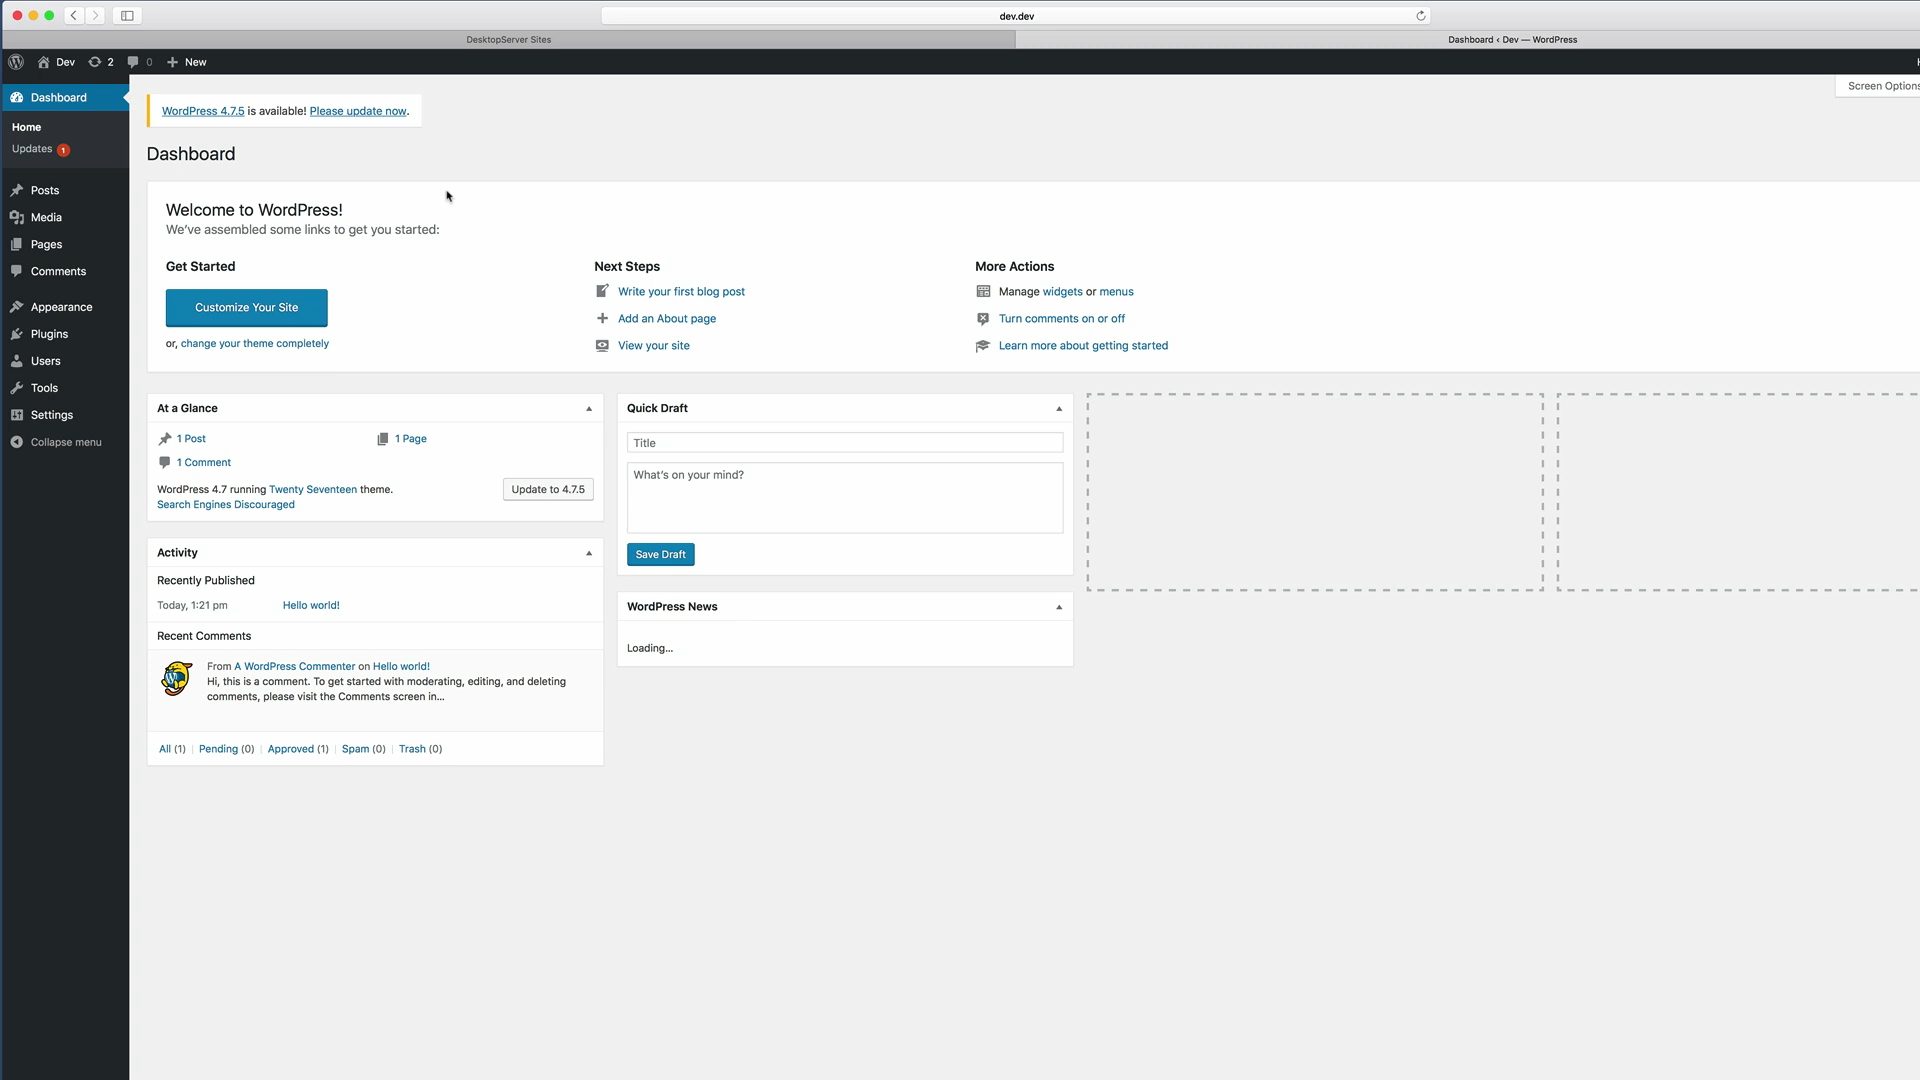 dev.dev
DesktopServer Sites
Dashboard ‹ Dev — WordPress
Dev 2 0 New
Screen Options
Dashboard
Home
Updates 1
Posts
Media
Pages
Comments
Appearance
Plugins
Users
Tools
Settings
Collapse menu
WordPress 4.7.5 is available! Please update now.
Dashboard
Welcome to WordPress!
We've assembled some links to get you started:
Get Started
Customize Your Site
or, change your theme completely
Next Steps
Write your first blog post
Add an About page
View your site
More Actions
Manage widgets or menus
Turn comments on or off
Learn more about getting started
At a Glance
1 Post
1 Page
1 Comment
WordPress 4.7 running Twenty Seventeen theme.
Update to 4.7.5
Search Engines Discouraged
Activity
Recently Published
Today, 1:21 pm Hello world!
Recent Comments
From A WordPress Commenter on Hello world!
Hi, this is a comment. To get started with moderating, editing, and deleting
comments, please visit the Comments screen in…
All (1) | Pending (0) | Approved (1) | Spam (0) | Trash (0)
Quick Draft
Title
What's on your mind?
Save Draft
WordPress News
Loading…